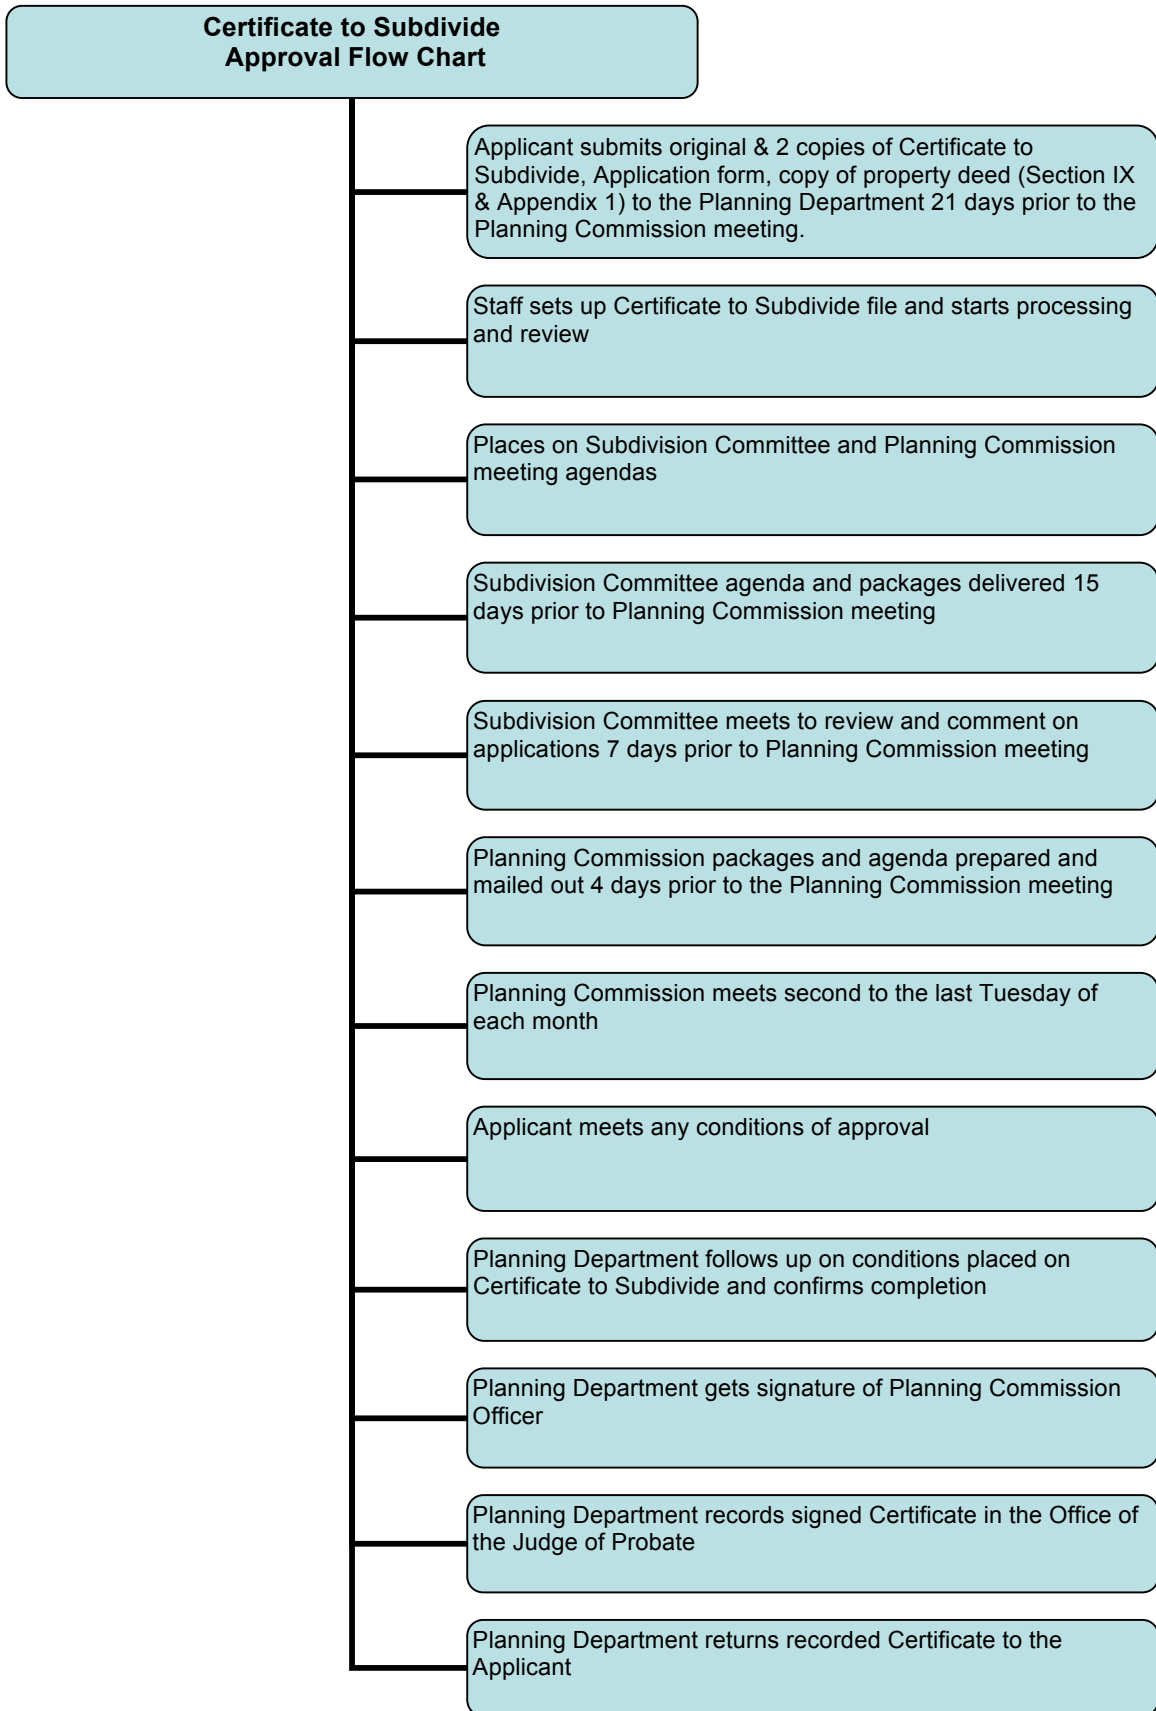 Certificate to Subdivide
Approval Flow Chart
Applicant submits original & 2 copies of Certificate to
Subdivide, Application form, copy of property deed (Section IX
& Appendix 1) to the Planning Department 21 days prior to the
Planning Commission meeting.
Staff sets up Certificate to Subdivide file and starts processing
and review
Places on Subdivision Committee and Planning Commission
meeting agendas
Subdivision Committee agenda and packages delivered 15
days prior to Planning Commission meeting
Subdivision Committee meets to review and comment on
applications 7 days prior to Planning Commission meeting
Planning Commission packages and agenda prepared and
mailed out 4 days prior to the Planning Commission meeting
Planning Commission meets second to the last Tuesday of
each month
Applicant meets any conditions of approval
Planning Department follows up on conditions placed on
Certificate to Subdivide and confirms completion
Planning Department gets signature of Planning Commission
Officer
Planning Department records signed Certificate in the Office of
the Judge of Probate
Planning Department returns recorded Certificate to the
Applicant